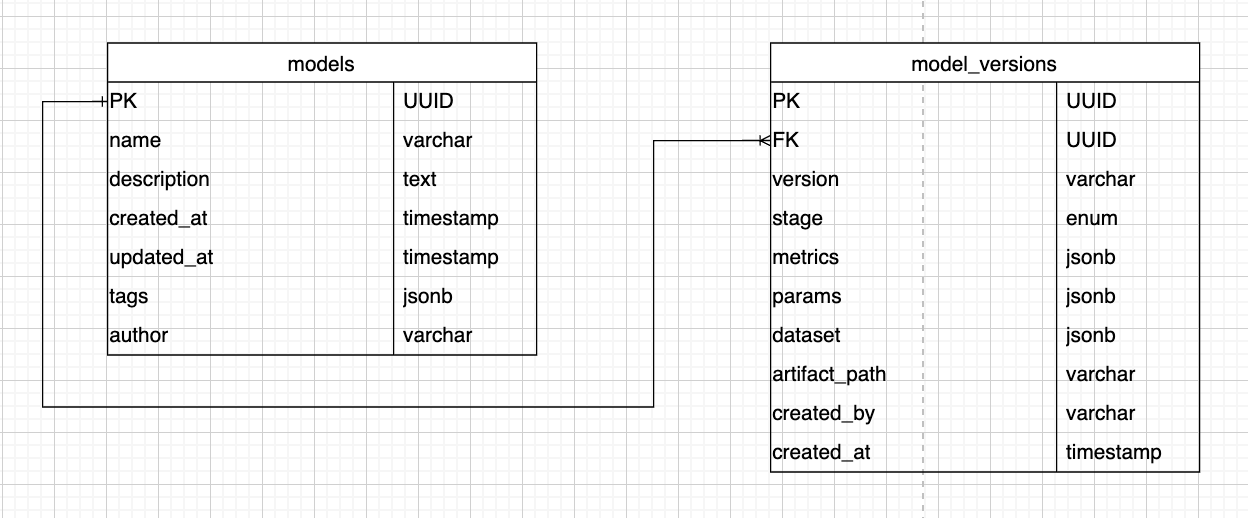 models
PK UUID
name varchar
description text
created_at timestamp
updated_at timestamp
tags jsonb
author varchar
model_versions
PK UUID
FK UUID
version varchar
stage enum
metrics jsonb
params jsonb
dataset jsonb
artifact_path varchar
created_by varchar
created_at timestamp